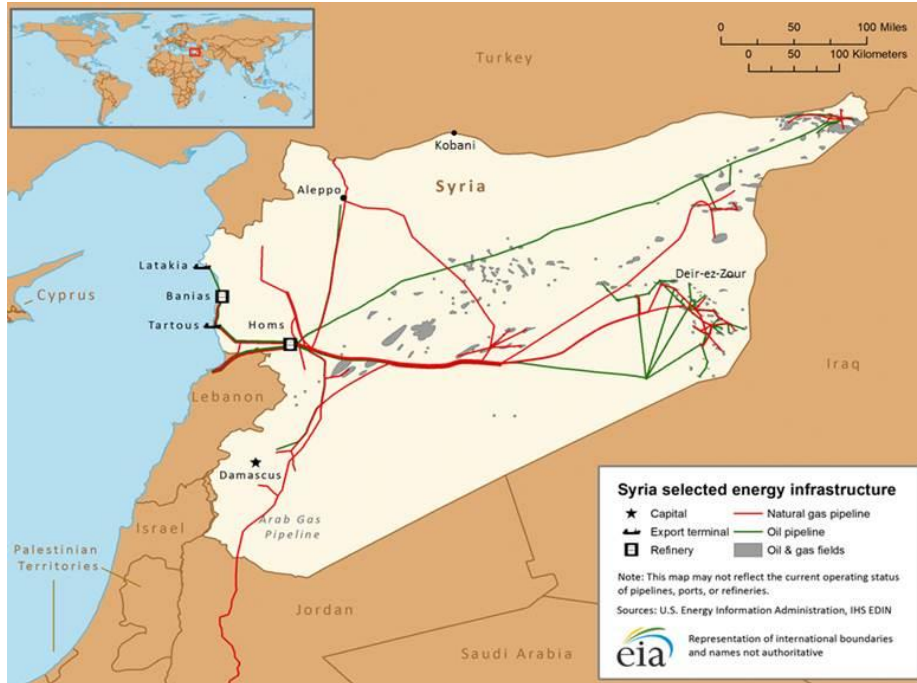 0 50 100 Miles
0 50 100 Kilometers
Turkey
Kobani
Syria
Aleppo
Latakia
Banias
Cyprus
Tartous
Homs
Deir-ez-Zour
Iraq
Lebanon
Damascus
Arab Gas
Pipeline
Israel
Palestinian
Territories
Jordan
Saudi Arabia
Syria selected energy infrastructure
Capital
Natural gas pipeline
Export terminal
Oil pipeline
Refinery
Oil & gas fields
Note: This map may not reflect the current operating status
of pipelines, ports, or refineries.
Sources: U.S. Energy Information Administration, IHS EDIN
eia
Representation of international boundaries
and names not authoritative